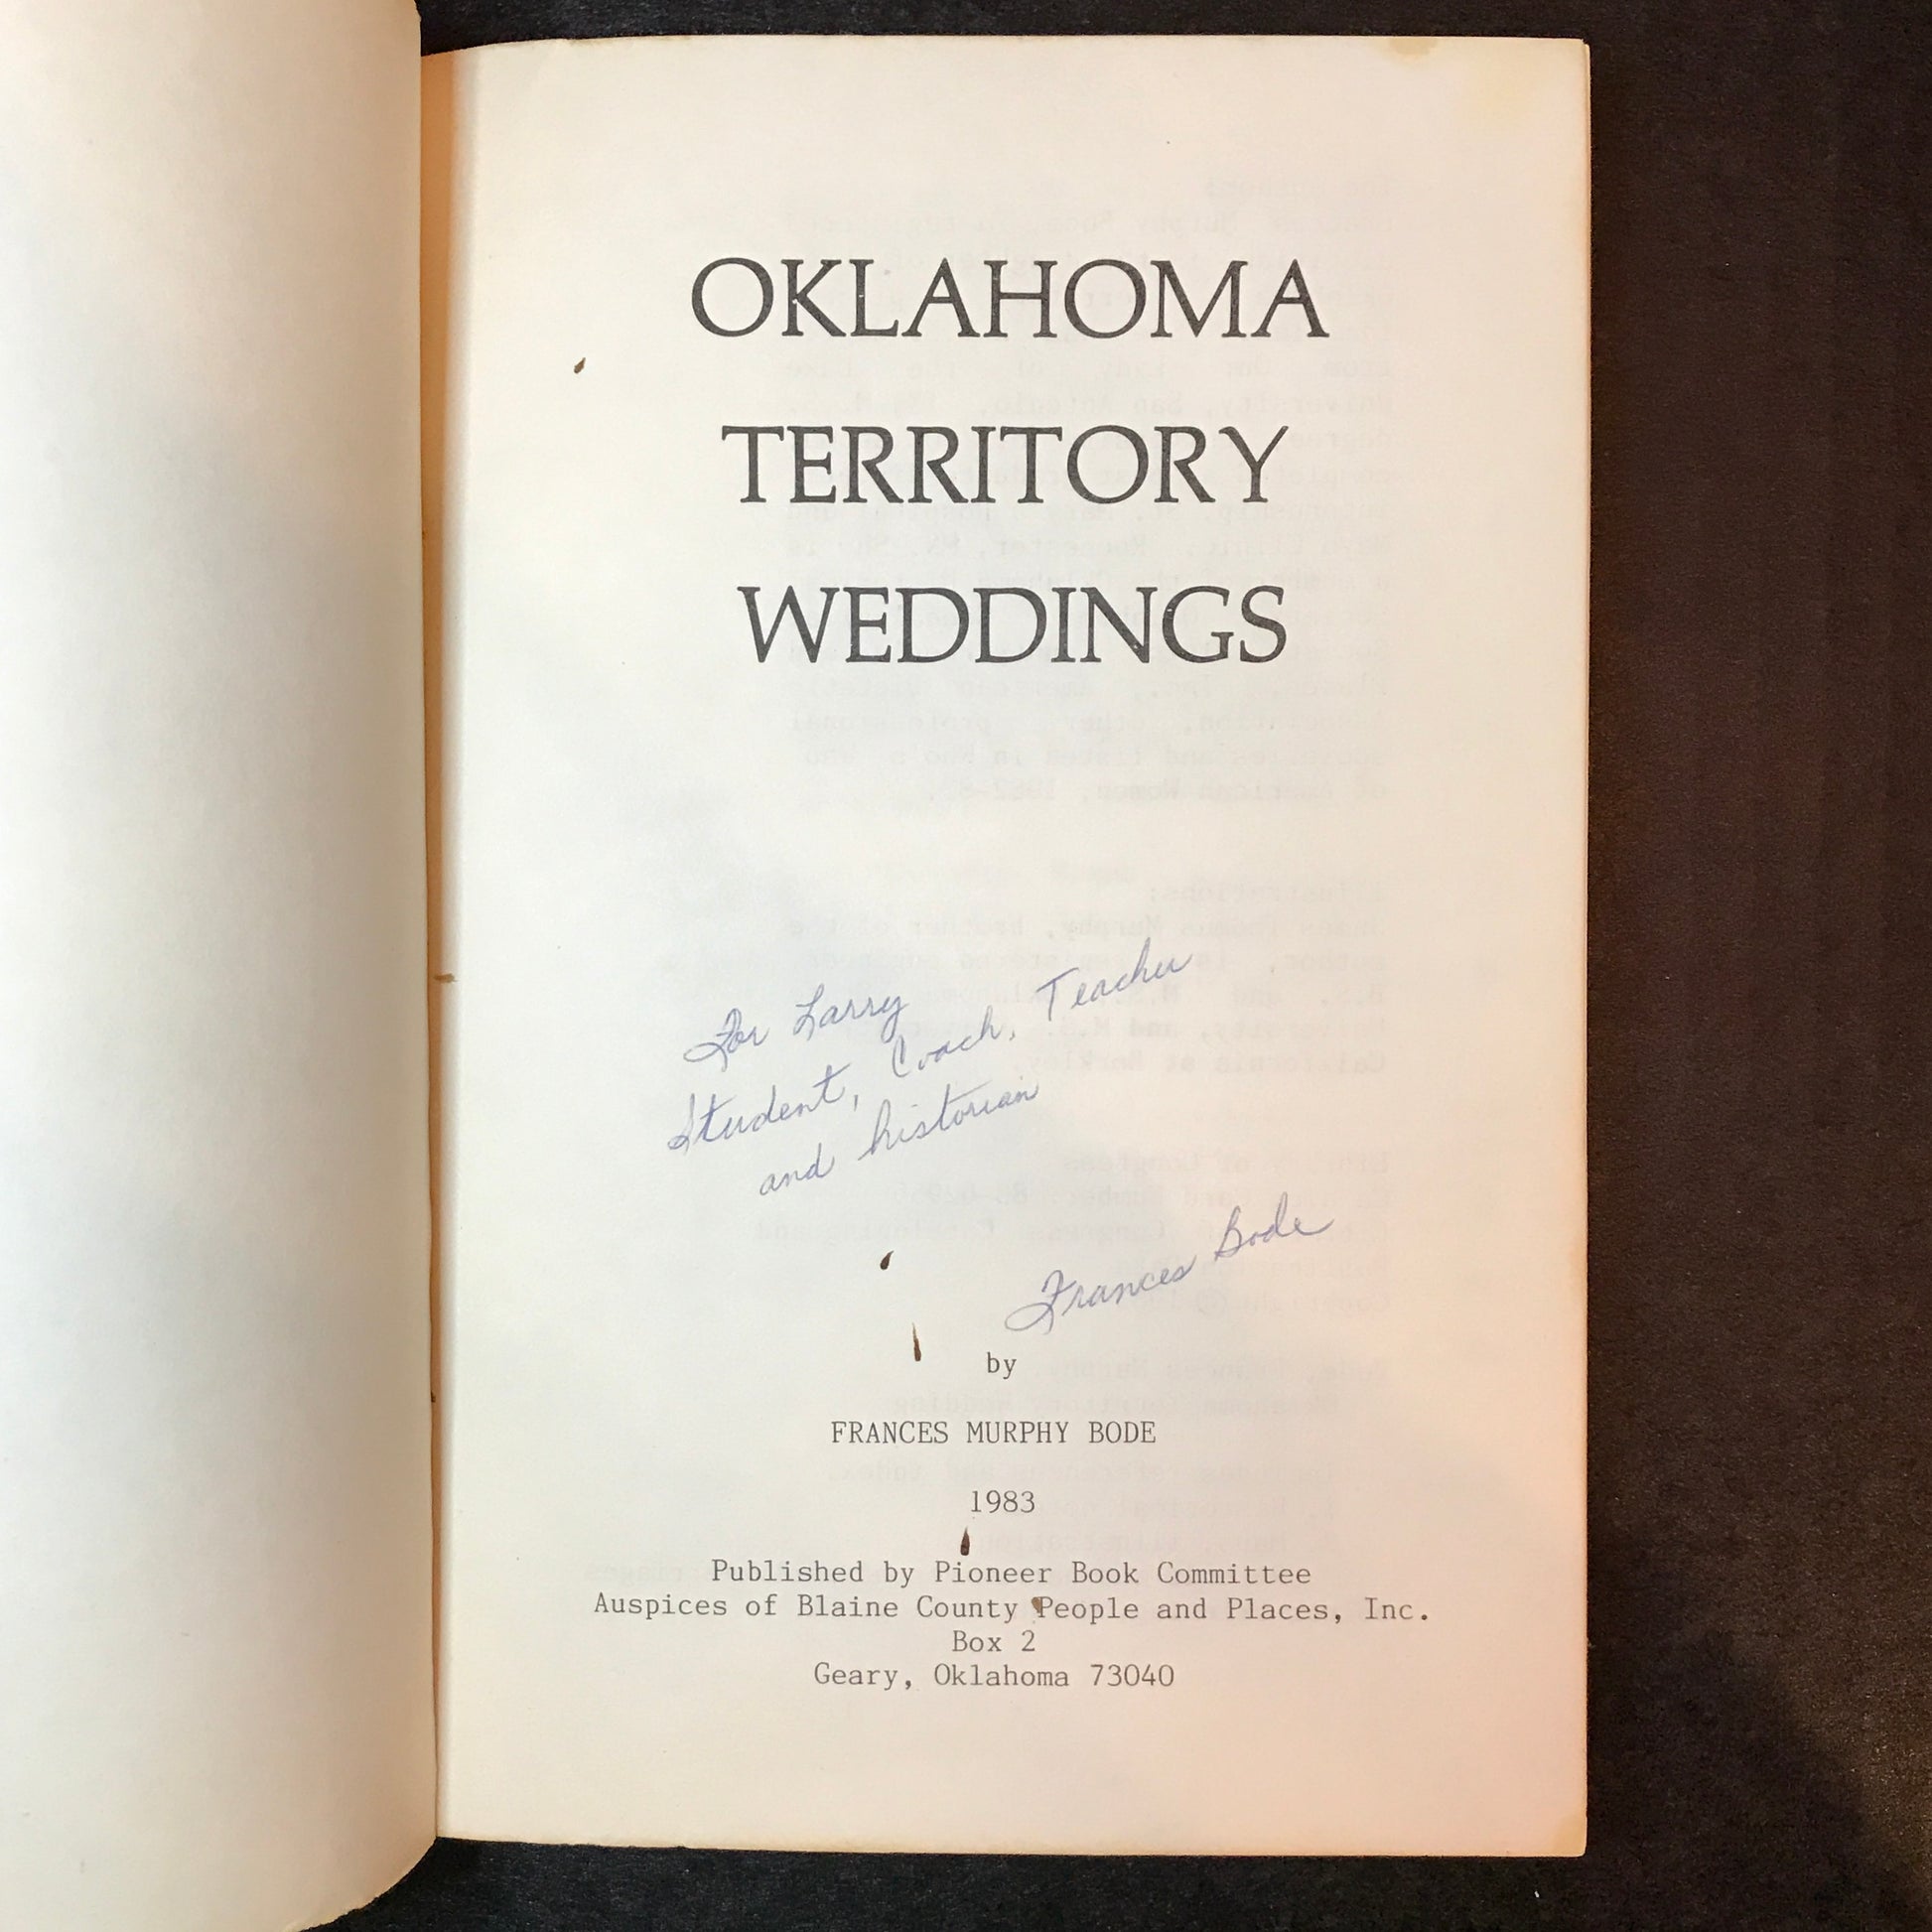 OKLAHOMA
TERRITORY
WEDDINGS
For Larry
Student, Coach, Teacher
and historian
Frances Bode
by
FRANCES MURPHY BODE
1983
Published by Pioneer Book Committee
Auspices of Blaine County People and Places, Inc.
Box 2
Geary, Oklahoma 73040